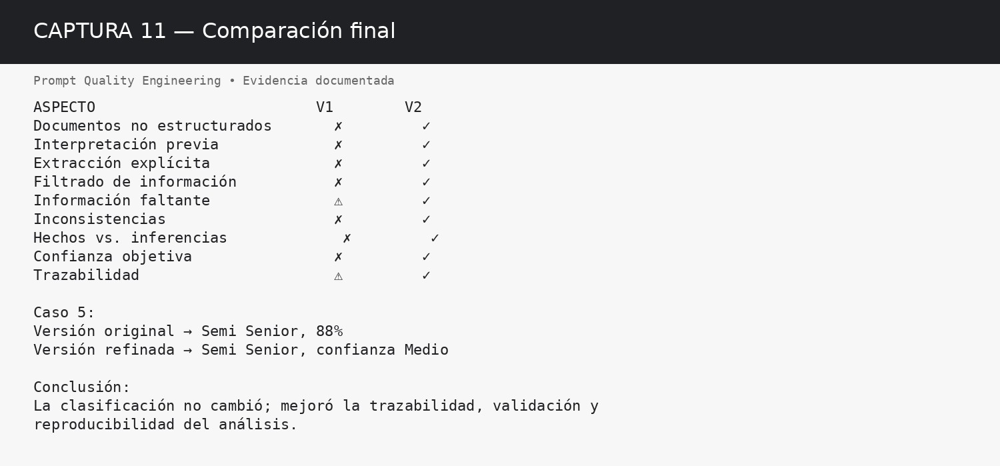 CAPTURA 11 — Comparación final
Prompt Quality Engineering • Evidencia documentada
ASPECTO V1 V2
Documentos no estructurados ✗ ✓
Interpretación previa ✗ ✓
Extracción explícita ✗ ✓
Filtrado de información ✗ ✓
Información faltante ⚠ ✓
Inconsistencias ✗ ✓
Hechos vs. inferencias ✗ ✓
Confianza objetiva ✗ ✓
Trazabilidad ⚠ ✓
Caso 5:
Versión original → Semi Senior, 88%
Versión refinada → Semi Senior, confianza Medio
Conclusión:
La clasificación no cambió; mejoró la trazabilidad, validación y
reproducibilidad del análisis.